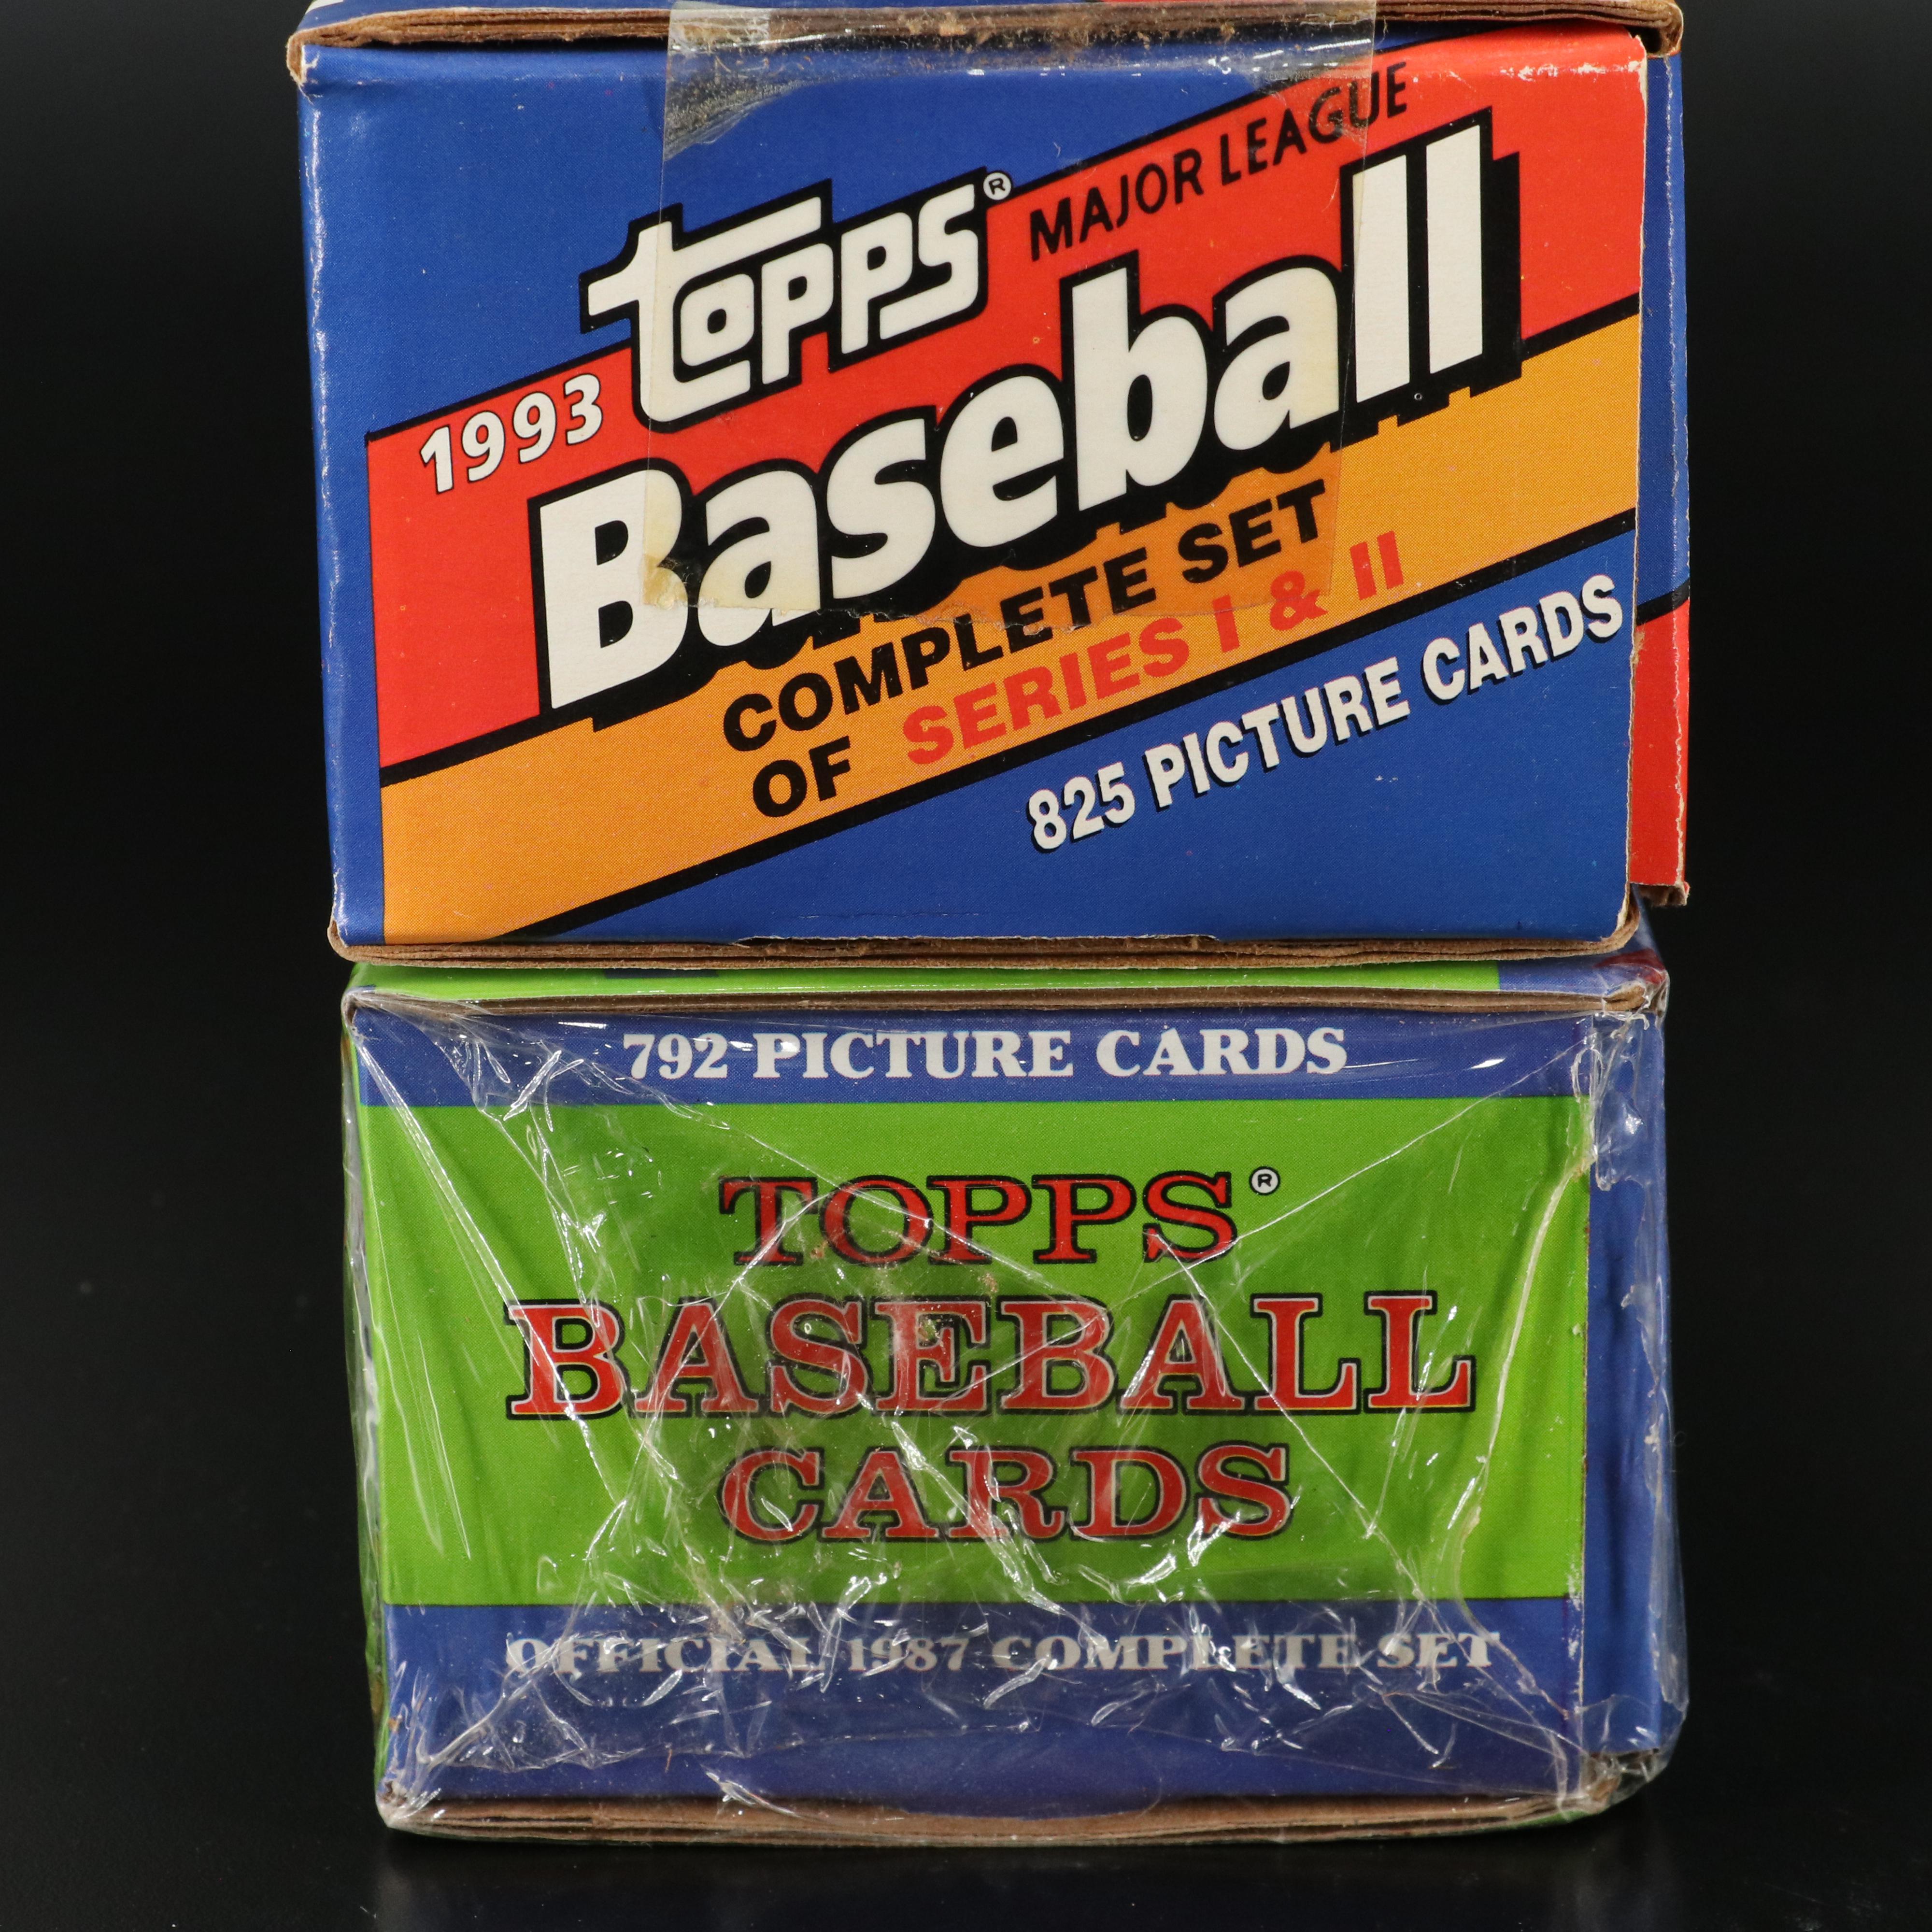 1993 Topps® MAJOR LEAGUE
Baseball
COMPLETE SET
OF SERIES I & II
825 PICTURE CARDS
792 PICTURE CARDS
TOPPS®
BASEBALL
CARDS
OFFICIAL 1987 COMPLETE SET